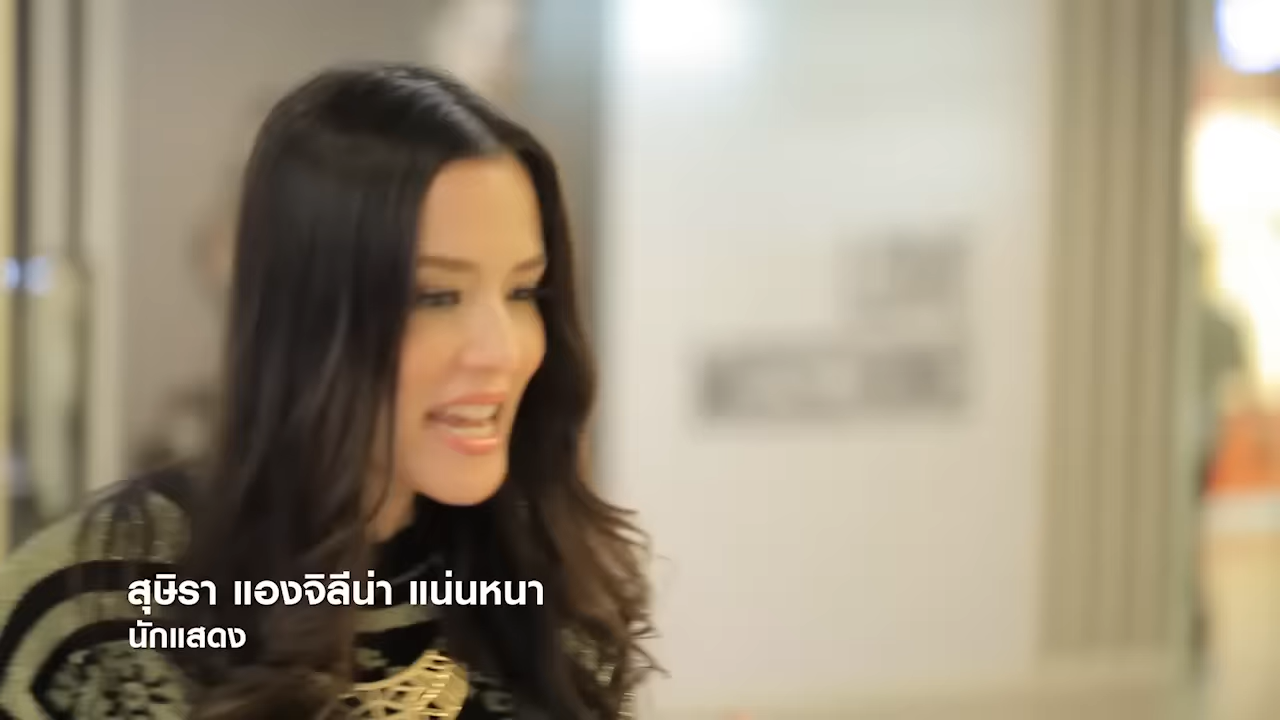 สุษิรา แองจิลีน่า แน่นหนา
นักแสดง